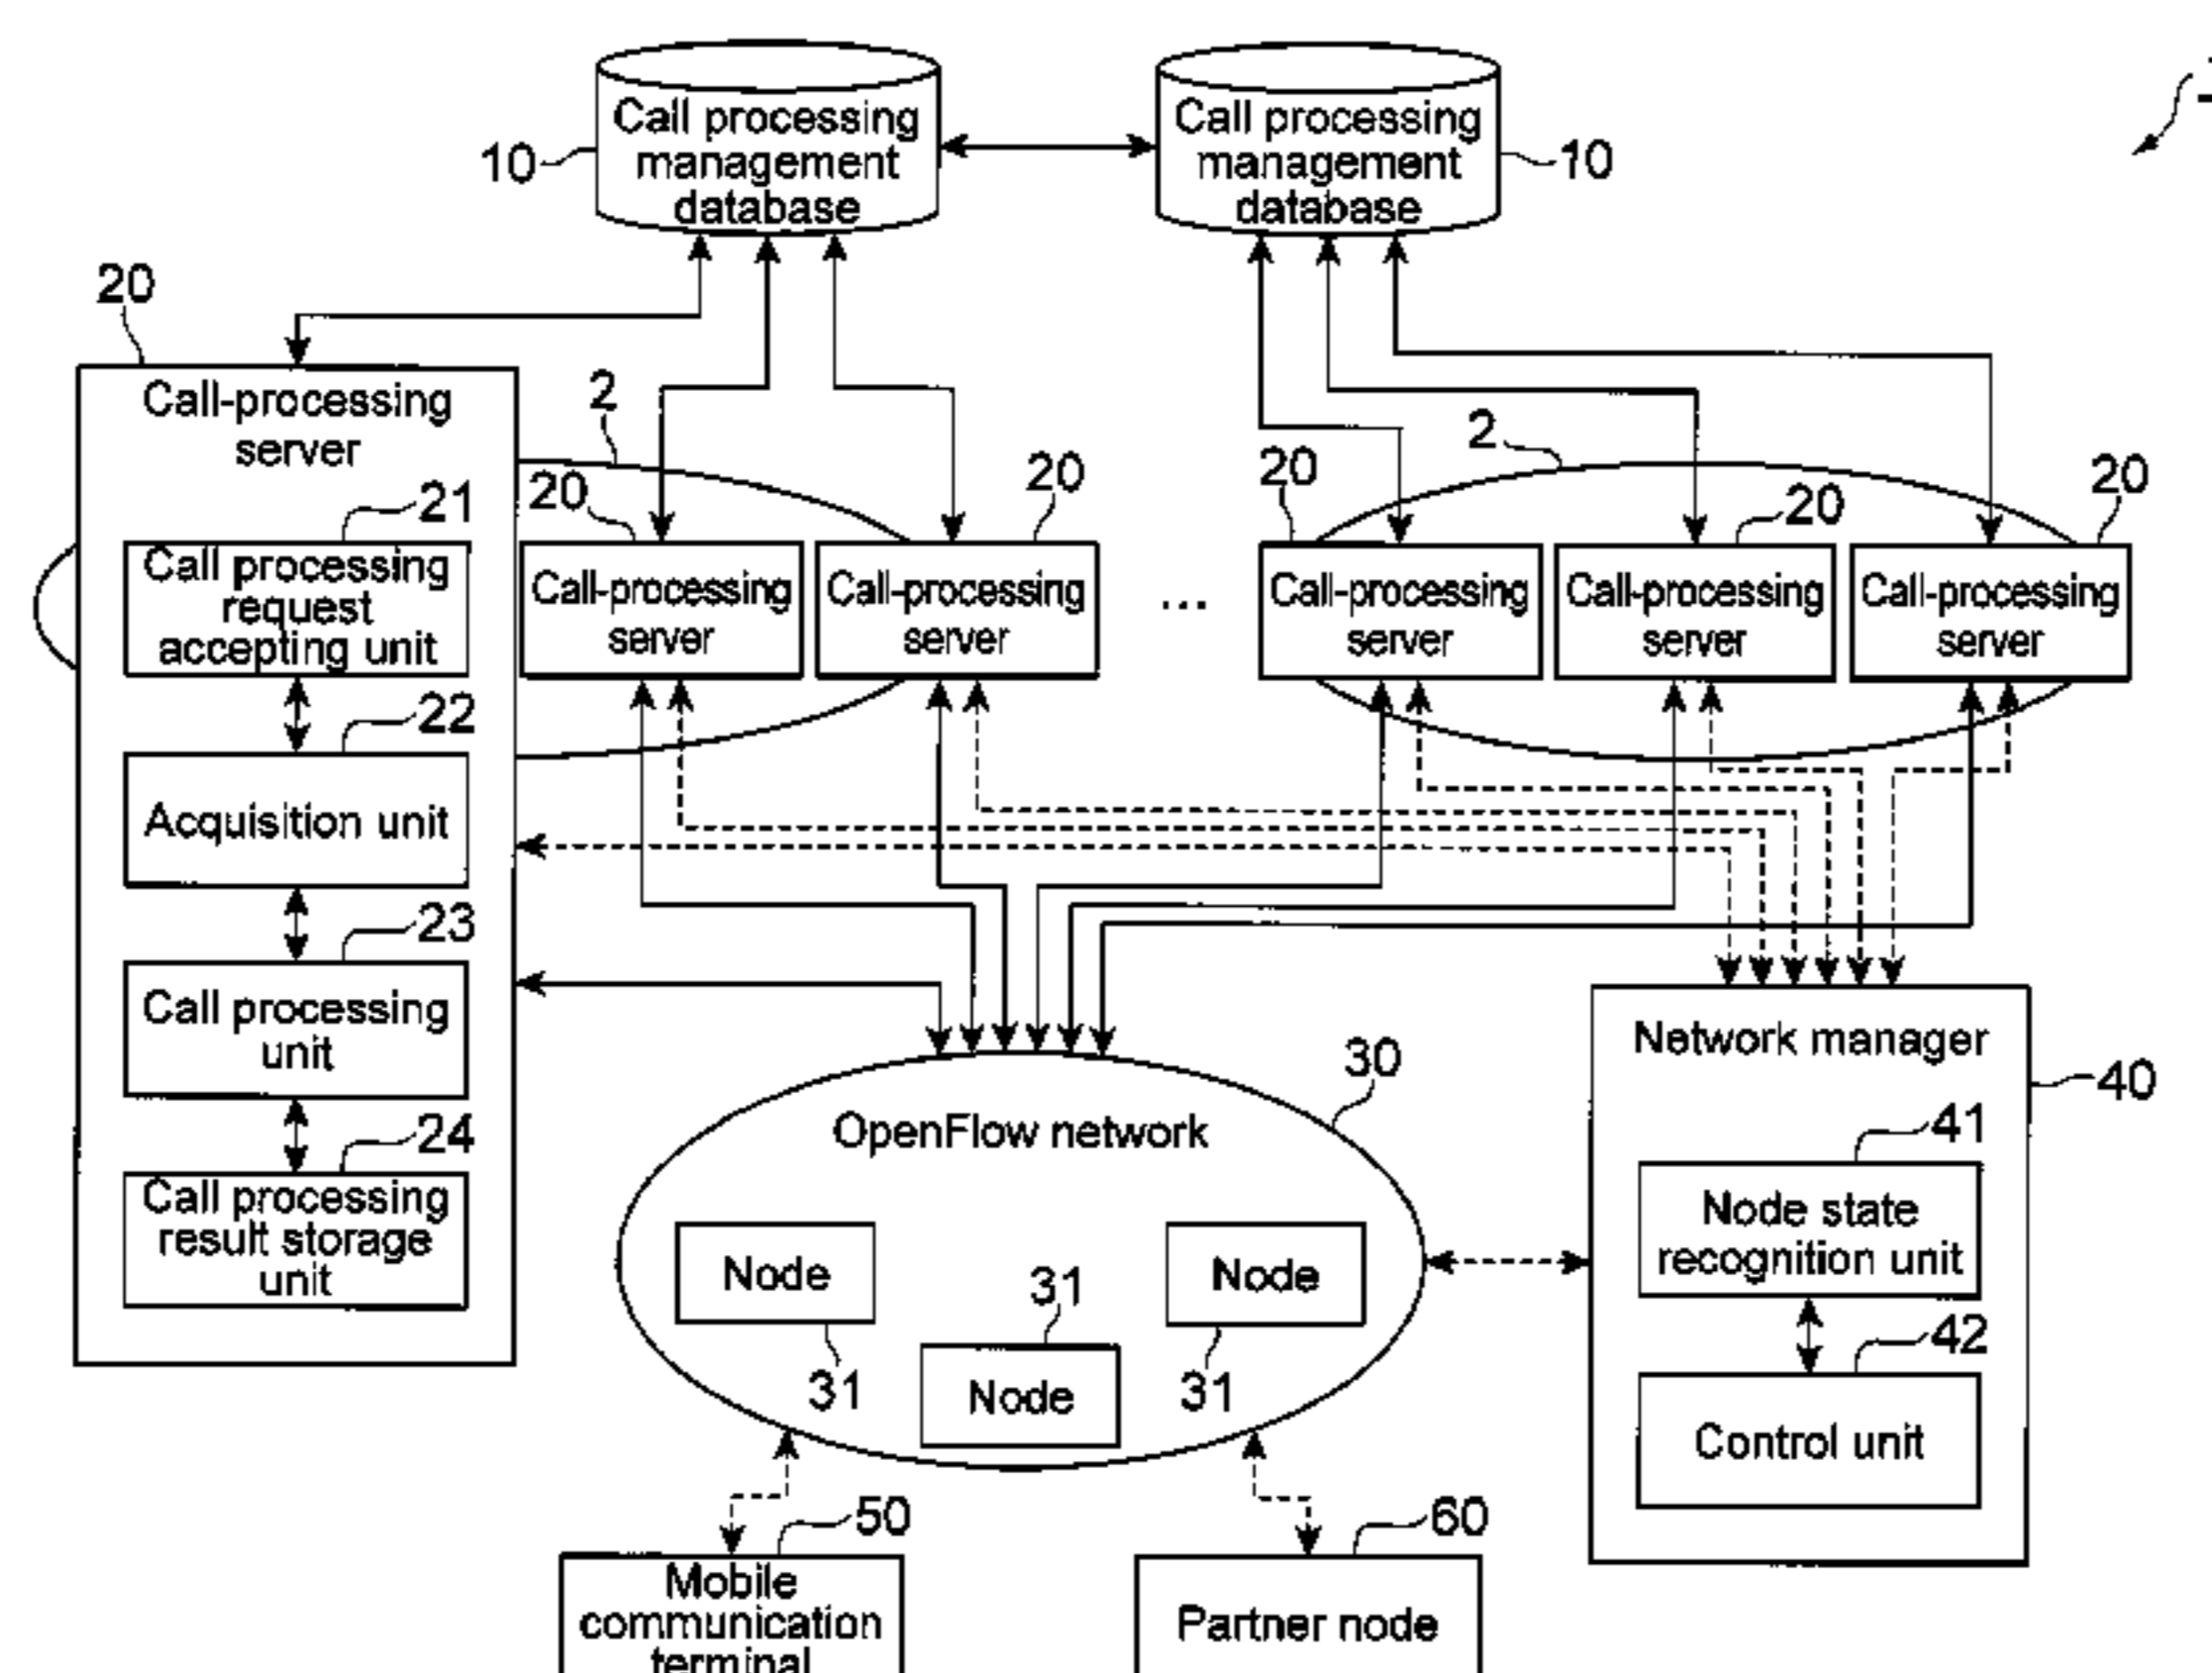 Call processing
management
database
10
Call processing
management
database
10
20
Call-processing
server
21
Call processing
request
accepting unit
22
Acquisition unit
23
Call processing
unit
24
Call processing
result storage
unit
2
20
Call-processing
server
20
Call-processing
server
...
2
20
Call-processing
server
20
Call-processing
server
20
Call-processing
server
30
OpenFlow network
Node
31
31
Node
Node
31
Network manager
40
41
Node state
recognition unit
42
Control unit
50
Mobile
communication
terminal
60
Partner node